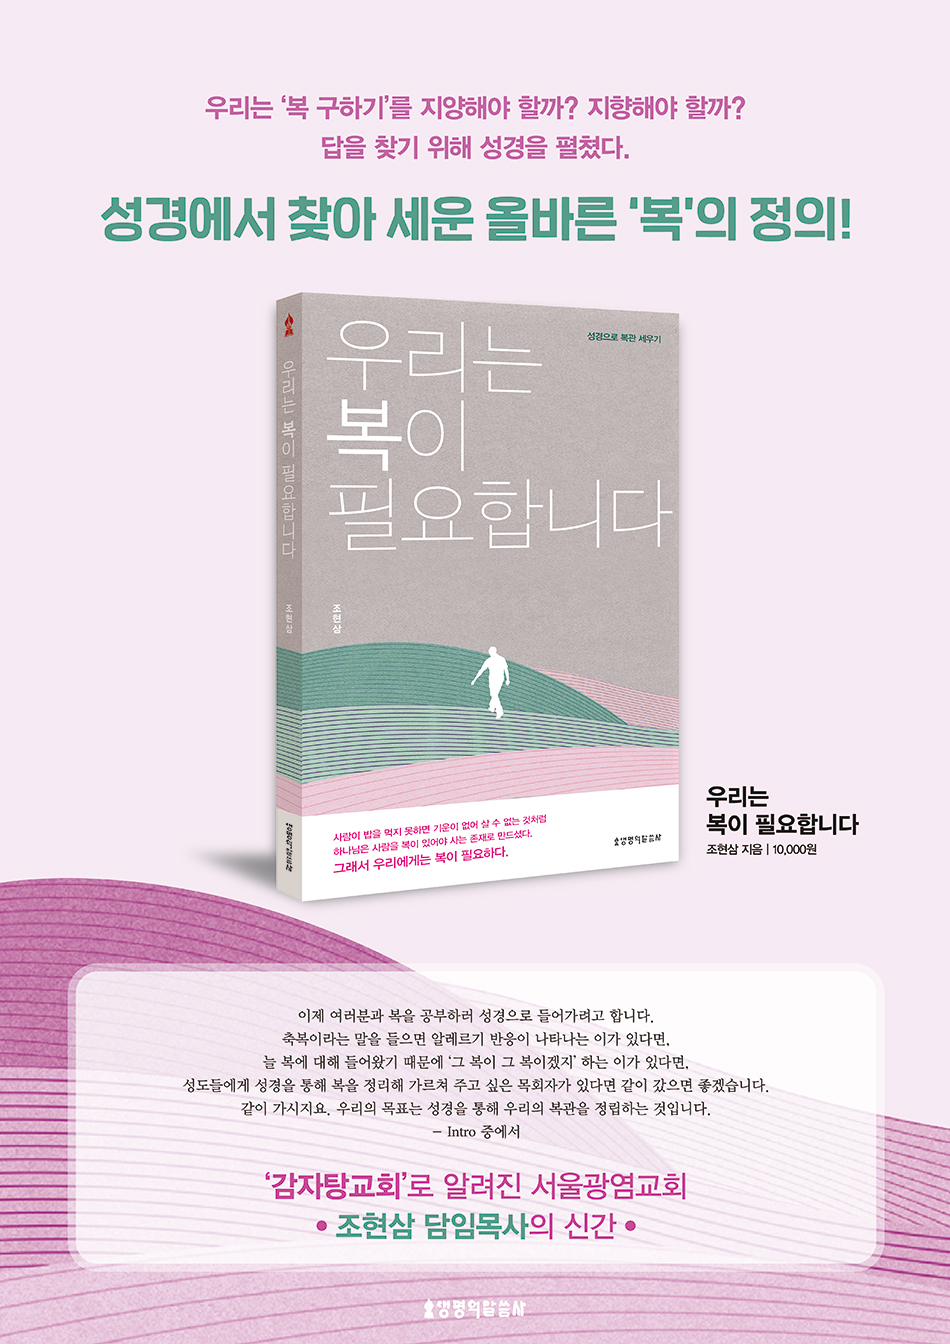 우리는 ‘복 구하기’를 지양해야 할까? 지향해야 할까?
답을 찾기 위해 성경을 펼쳤다.
성경에서 찾아 세운 올바른 ‘복’의 정의!
성경으로 복관 세우기
우리는
복이
필요합니다
조현삼
우리는 복이 필요합니다
조현삼
생명의말씀사
사람이 밥을 먹지 못하면 기운이 없어 살 수 없는 것처럼
하나님은 사람을 복이 있어야 사는 존재로 만드셨다.
그래서 우리에게는 복이 필요하다.
생명의말씀사
우리는
복이 필요합니다
조현삼 지음 | 10,000원
이제 여러분과 복을 공부하러 성경으로 들어가려고 합니다.
축복이라는 말을 들으면 알레르기 반응이 나타나는 이가 있다면,
늘 복에 대해 들어왔기 때문에 ‘그 복이 그 복이겠지’ 하는 이가 있다면,
성도들에게 성경을 통해 복을 정리해 가르쳐 주고 싶은 목회자가 있다면 같이 갔으면 좋겠습니다.
같이 가시지요. 우리의 목표는 성경을 통해 우리의 복관을 정립하는 것입니다.
– Intro 중에서
‘감자탕교회’로 알려진 서울광염교회
• 조현삼 담임목사의 신간 •
생명의말씀사